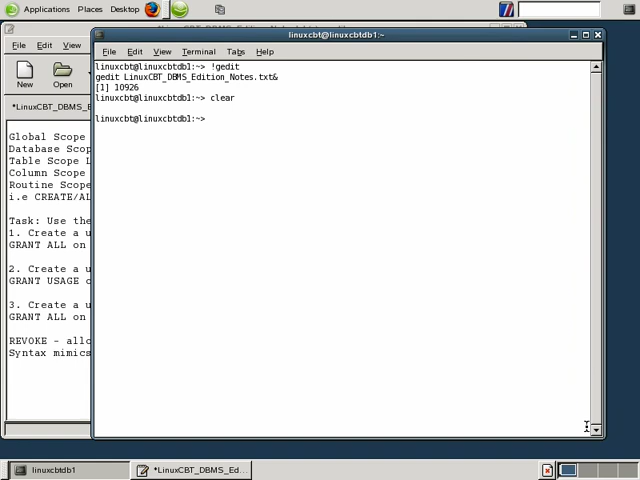 Applications Places Desktop
linuxcbt@linuxcbtdb1:~
File Edit View
File Edit View Terminal Tabs Help
New Open
*LinuxCBT_DBMS_E
linuxcbt@linuxcbtdb1:~> !gedit
gedit LinuxCBT_DBMS_Edition_Notes.txt&
[1] 10926
linuxcbt@linuxcbtdb1:~> clear
linuxcbt@linuxcbtdb1:~>
Global Scope
Database Scop
Table Scope L
Column Scope
Routine Scope
i.e CREATE/AL
Task: Use the
1. Create a u
GRANT ALL on
2. Create a u
GRANT USAGE c
3. Create a u
GRANT ALL on
REVOKE - allo
Syntax mimics
linuxcbtdb1
*LinuxCBT_DBMS_Ed...